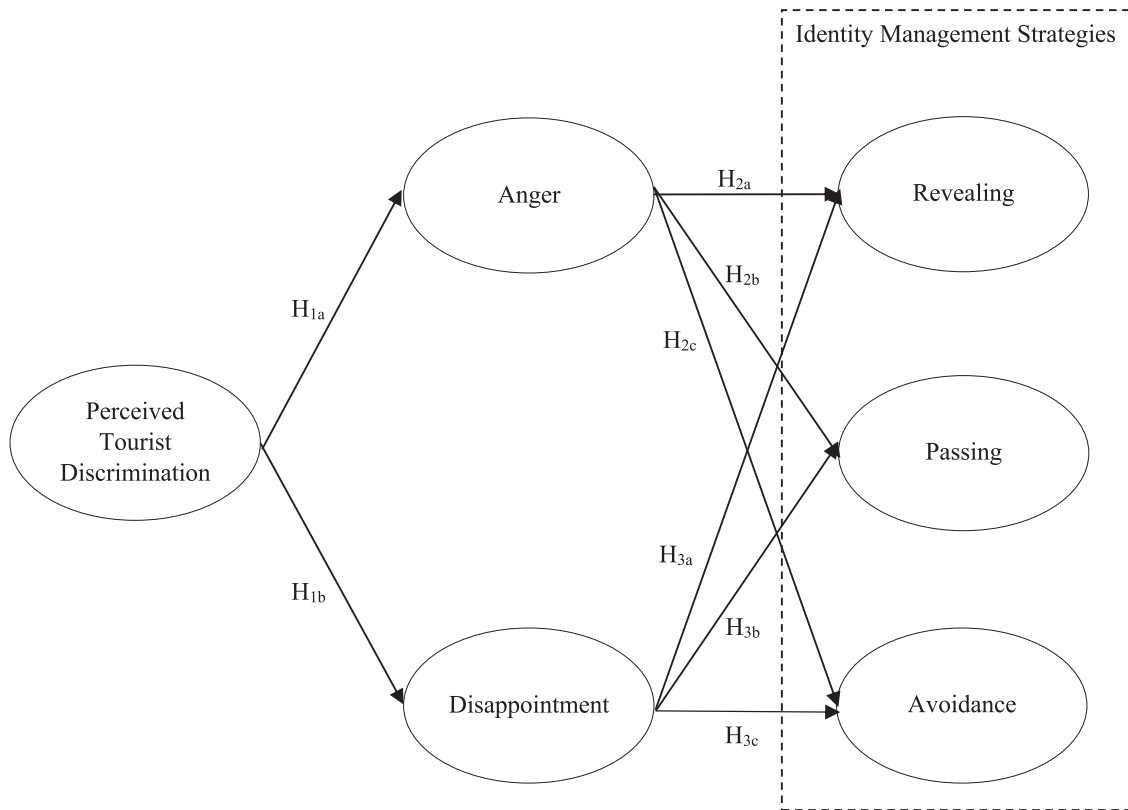 Identity Management Strategies
Anger
H2a
Revealing
H2b
H1a
H2c
Perceived
Tourist
Discrimination
Passing
H3a
H1b
H3b
Disappointment
Avoidance
H3c